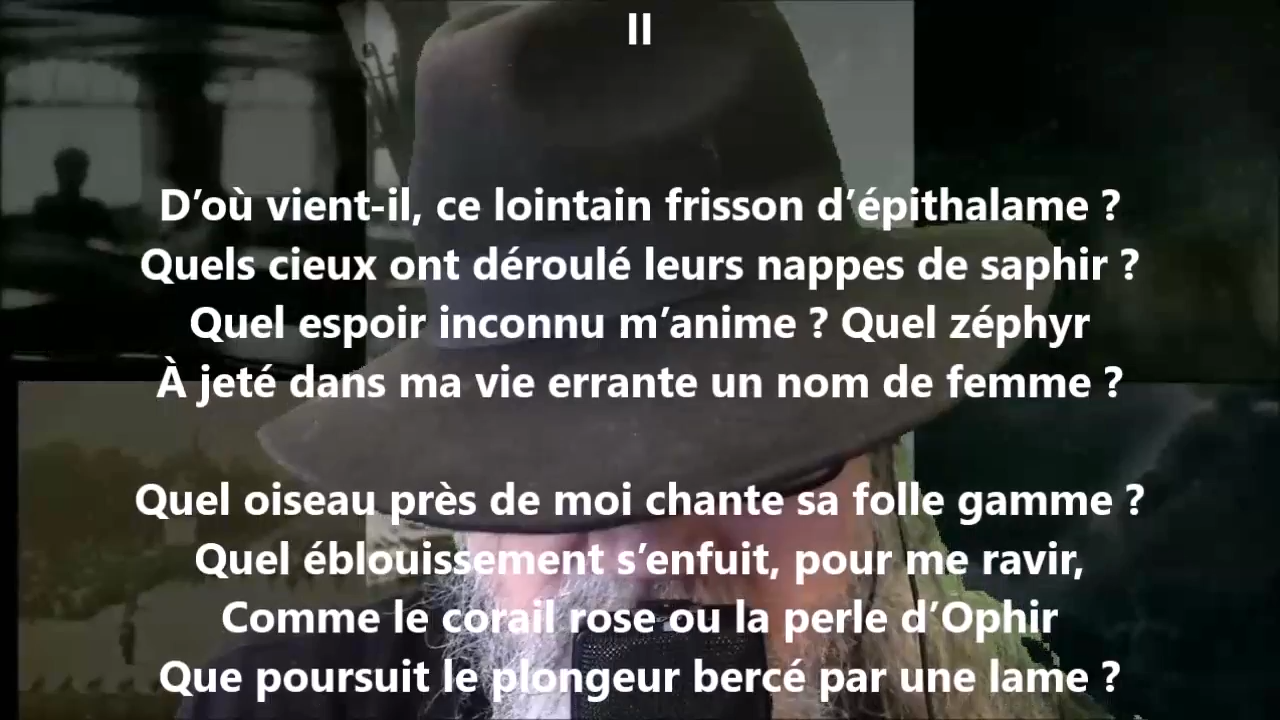 II
D’où vient-il, ce lointain frisson d’épithalame ?
Quels cieux ont déroulé leurs nappes de saphir ?
Quel espoir inconnu m’anime ? Quel zéphyr
À jeté dans ma vie errante un nom de femme ?
Quel oiseau près de moi chante sa folle gamme ?
Quel éblouissement s’enfuit, pour me ravir,
Comme le corail rose ou la perle d’Ophir
Que poursuit le plongeur bercé par une lame ?